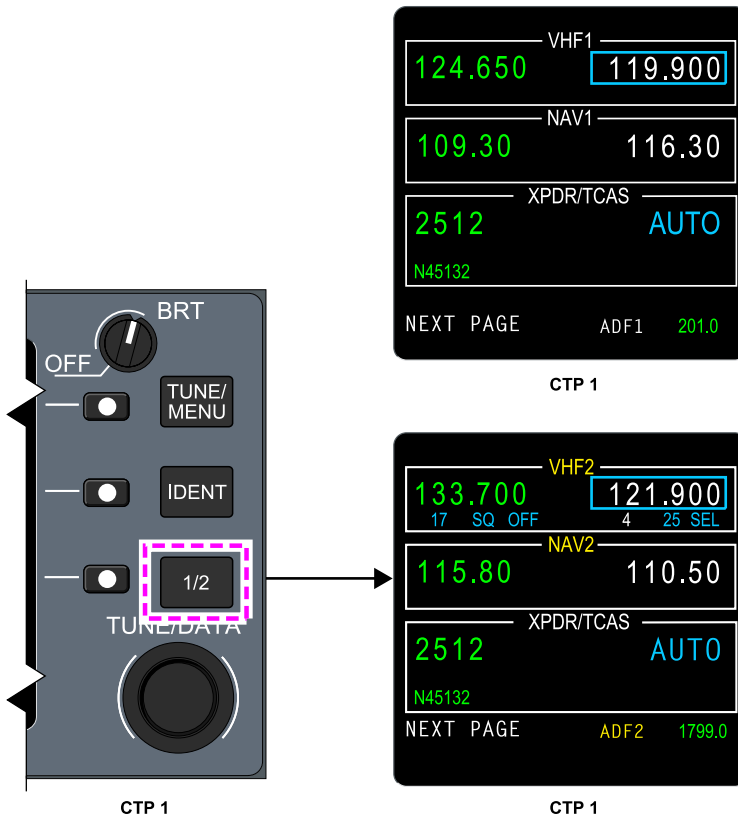 VHF1
124.650 119.900
NAV1
109.30 116.30
XPDR/TCAS
2512 AUTO
N45132
NEXT PAGE ADF1 201.0
CTP 1
BRT
OFF
TUNE/
MENU
IDENT
1/2
TUNE/DATA
CTP 1
VHF2
133.700 121.900
17 SQ OFF 4 25 SEL
NAV2
115.80 110.50
XPDR/TCAS
2512 AUTO
N45132
NEXT PAGE ADF2 1799.0
CTP 1